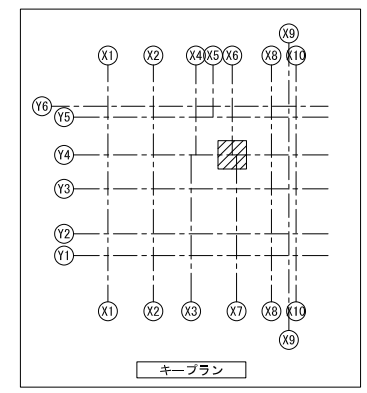 X9
X1 X2 X4 X5 X6 X8 X10
Y6
Y5
Y4
Y3
Y2
Y1
X1 X2 X3 X7 X8 X10
X9
キープラン